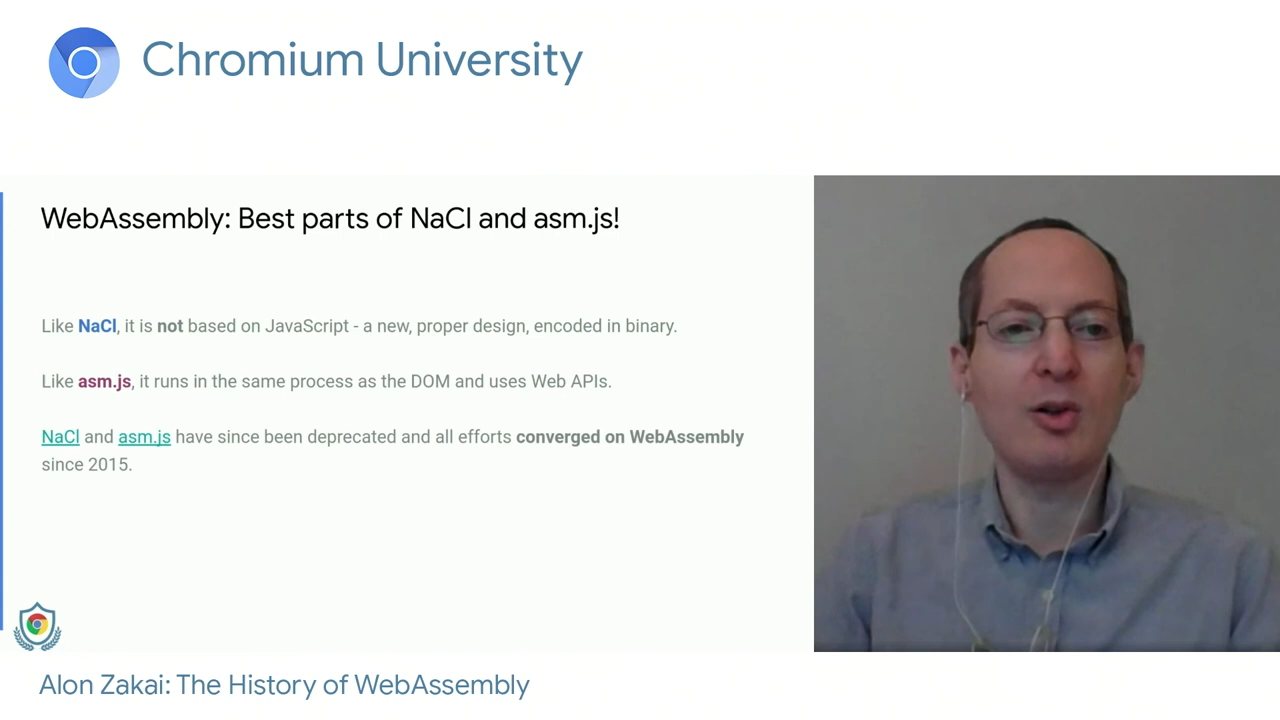 Chromium University
WebAssembly: Best parts of NaCl and asm.js!
Like NaCl, it is not based on JavaScript - a new, proper design, encoded in binary.
Like asm.js, it runs in the same process as the DOM and uses Web APIs.
NaCl and asm.js have since been deprecated and all efforts converged on WebAssembly
since 2015.
Alon Zakai: The History of WebAssembly